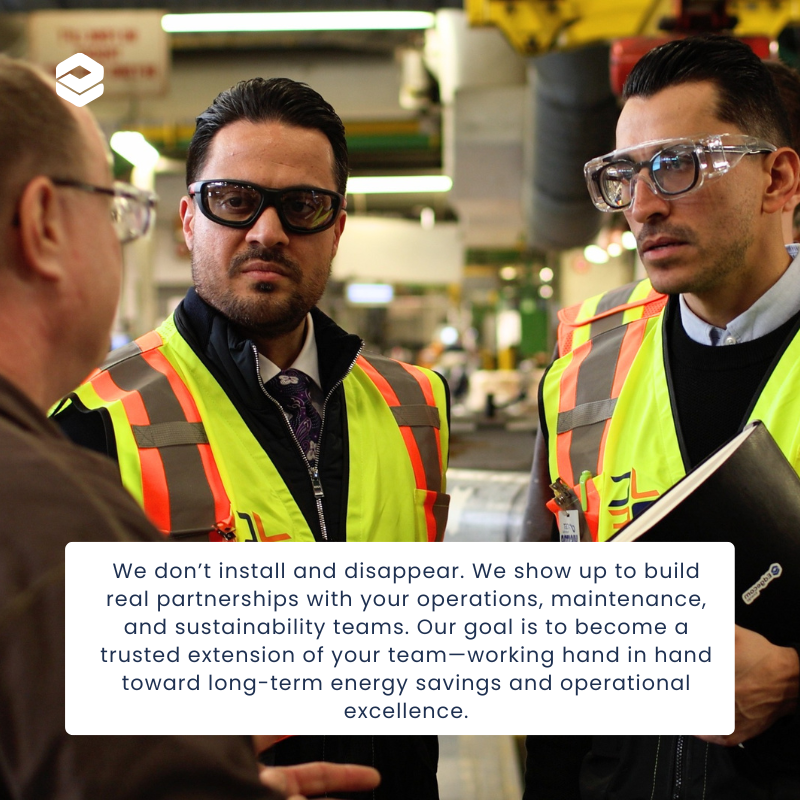 We don’t install and disappear. We show up to build
real partnerships with your operations, maintenance,
and sustainability teams. Our goal is to become a
trusted extension of your team—working hand in hand
toward long-term energy savings and operational
excellence.